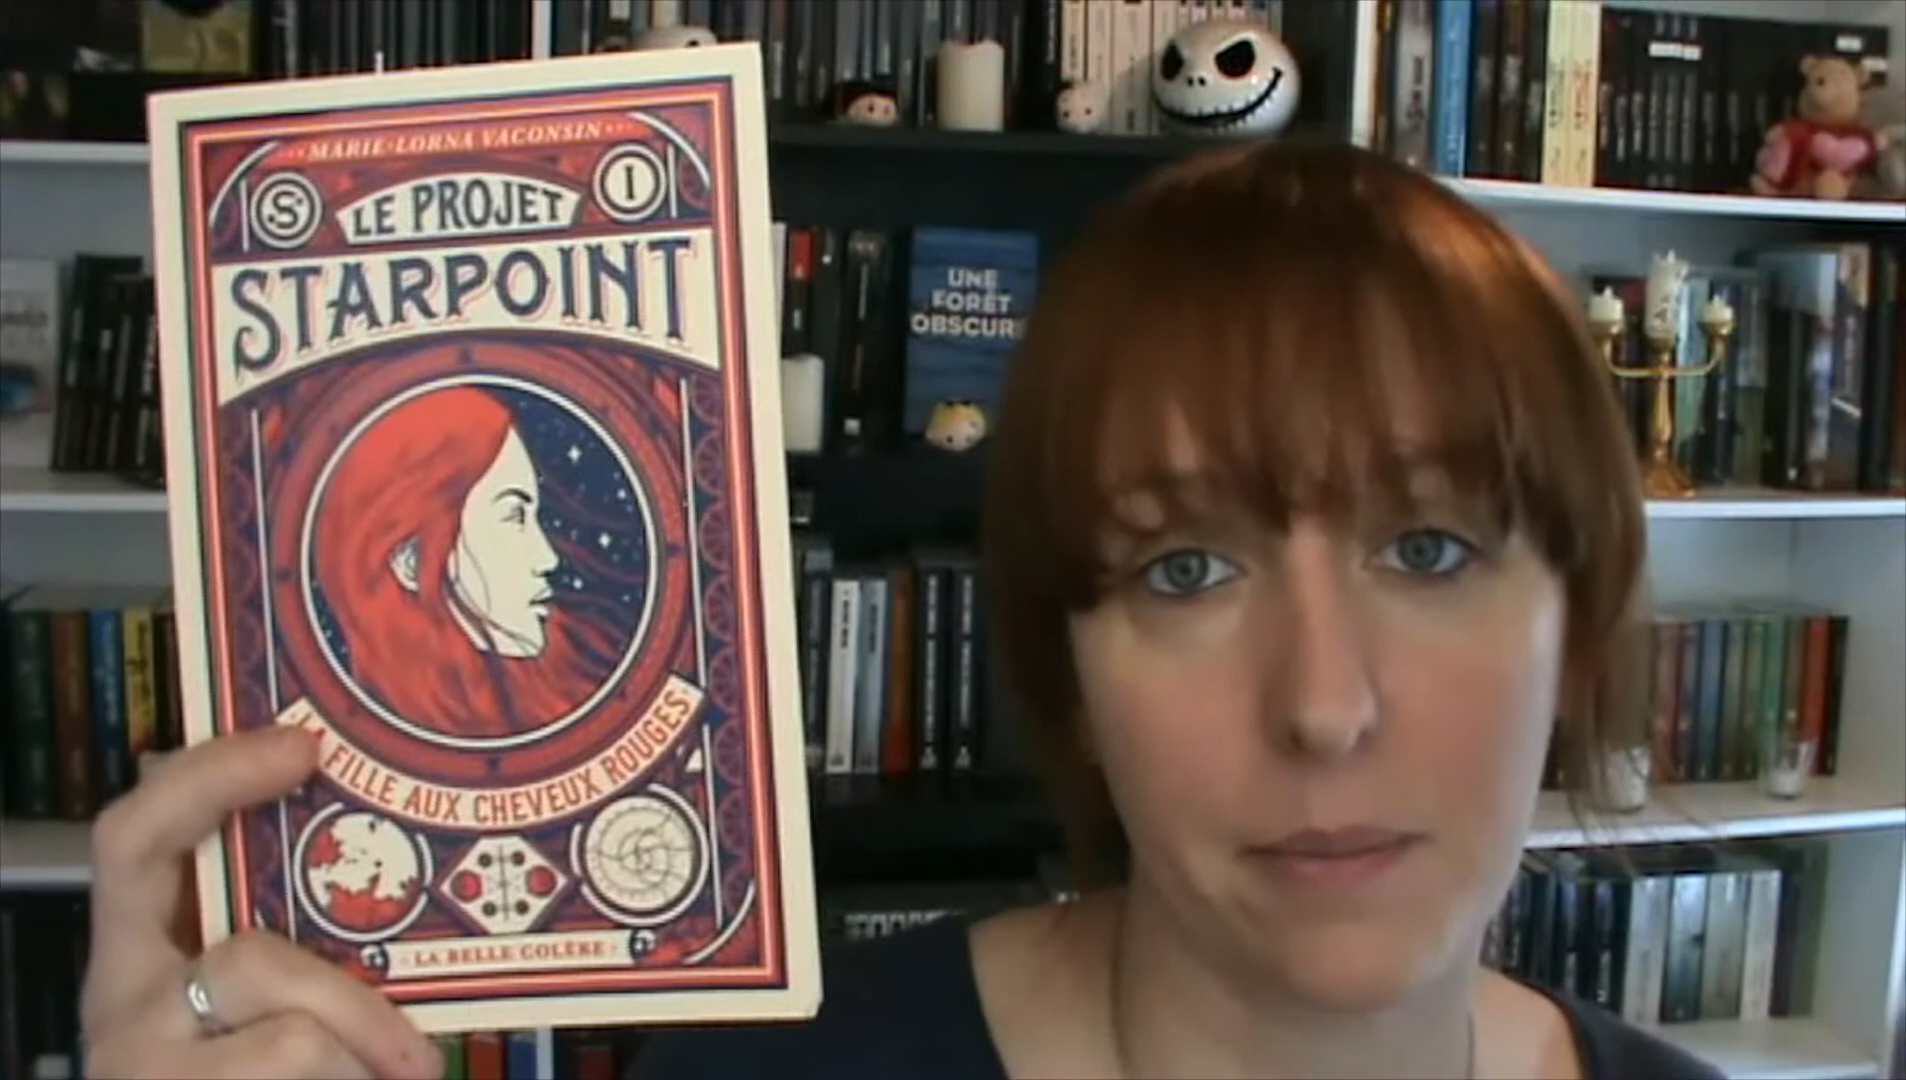 MARIE-LORNA VACONSIN
S
I
LE PROJET
STARPOINT
LA FILLE AUX CHEVEUX ROUGES
LA BELLE COLÈRE
UNE
FORÊT
OBSCURE